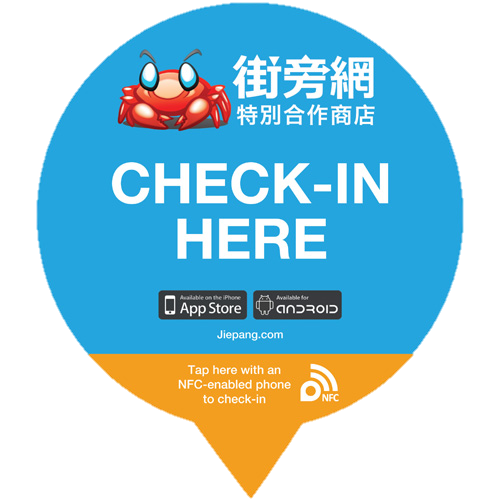 街旁網
特別合作商店
CHECK-IN
HERE
Available on the iPhone
App Store
Available for
ANDROID
Jiepang.com
Tap here with an
NFC-enabled phone
to check-in
NFC